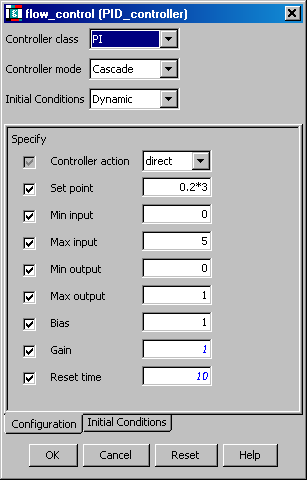 flow_control (PID_controller)
Controller class PI
Controller mode Cascade
Initial Conditions Dynamic
Specify
Controller action direct
Set point 0.2*3
Min input 0
Max input 5
Min output 0
Max output 1
Bias 1
Gain 1
Reset time 10
Configuration Initial Conditions
OK Cancel Reset Help